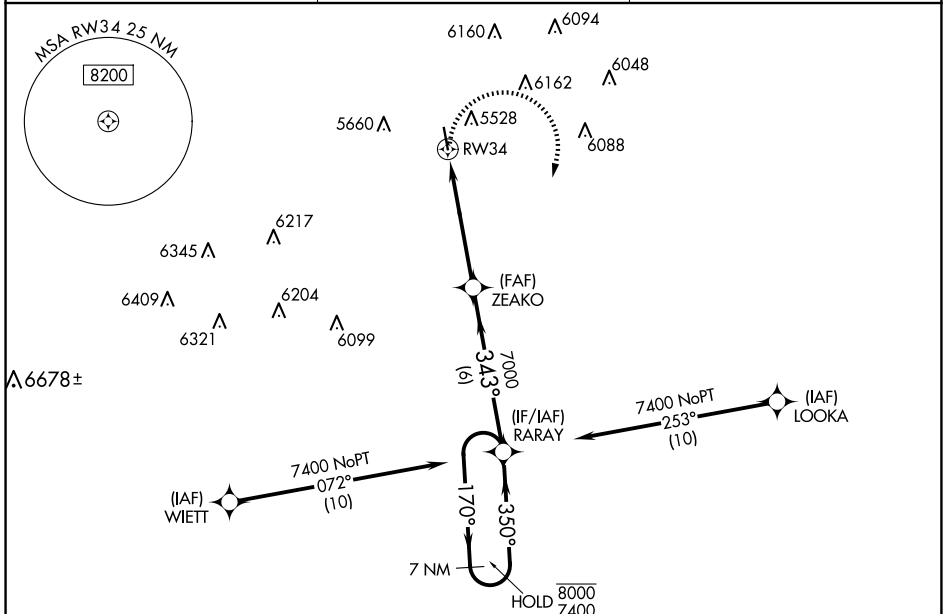 MSA RW34 25 NM
8200
6160
6094
6048
6162
5528
5660
6088
RW34
6217
6345
6409
6204
6321
6099
6678±
(FAF)
ZEAKO
7000
343°
(6)
(IF/IAF)
RARAY
7400 NoPT
253°
(10)
(IAF)
LOOKA
7400 NoPT
072°
(10)
(IAF)
WIETT
170°
350°
7 NM
HOLD 8000
7400